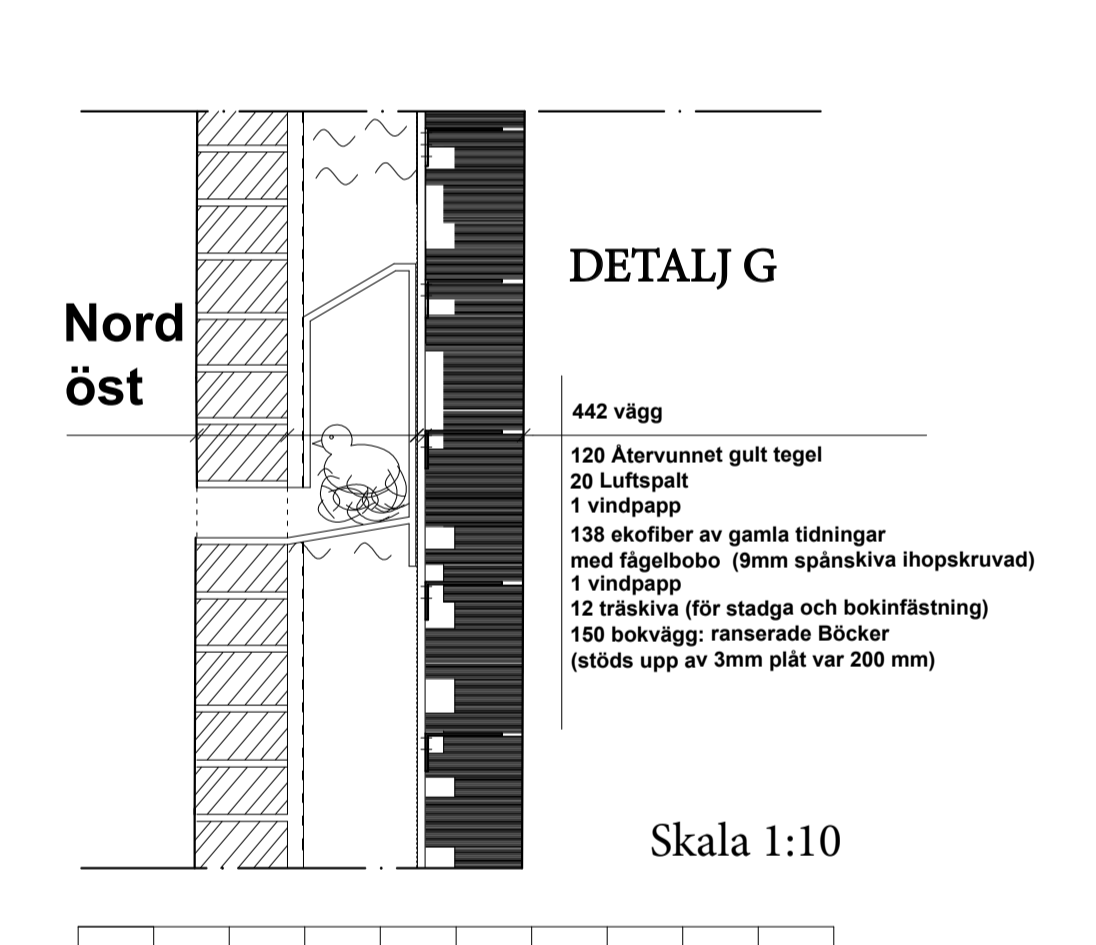 DETALJ G
Nord
öst
442 vägg
120 Återvunnet gult tegel
20 Luftspalt
1 vindpapp
138 ekofiber av gamla tidningar
med fågelbobo (9mm spånskiva ihopskruvad)
1 vindpapp
12 träskiva (för stadga och bokinfästning)
150 bokvägg: ranserade Böcker
(stöds upp av 3mm plåt var 200 mm)
Skala 1:10